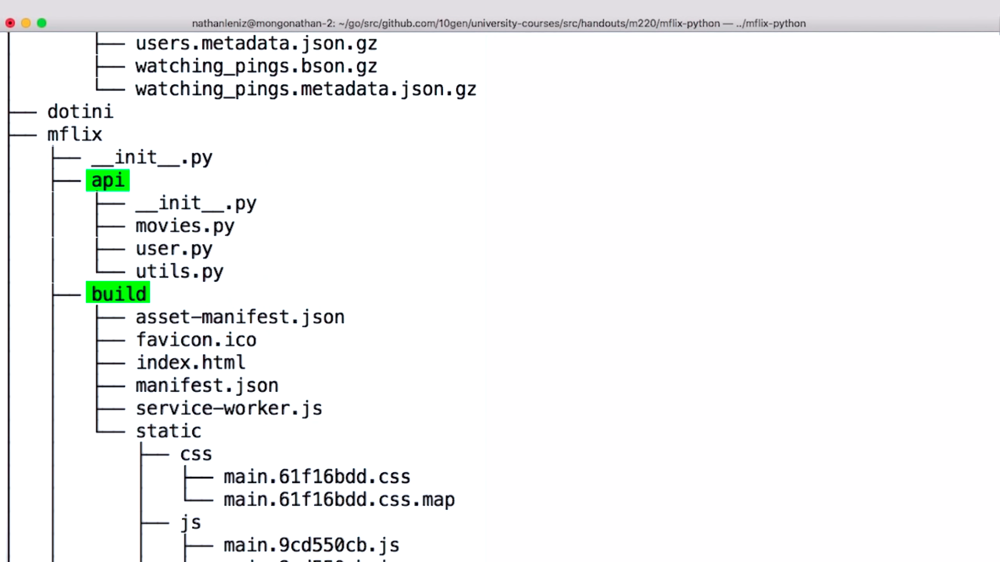 nathanleniz@mongonathan-2: ~/go/src/github.com/10gen/university-courses/src/handouts/m220/mflix-python — ../mflix-python
users.metadata.json.gz
watching_pings.bson.gz
watching_pings.metadata.json.gz
dotini
mflix
__init__.py
api
__init__.py
movies.py
user.py
utils.py
build
asset-manifest.json
favicon.ico
index.html
manifest.json
service-worker.js
static
css
main.61f16bdd.css
main.61f16bdd.css.map
js
main.9cd550cb.js